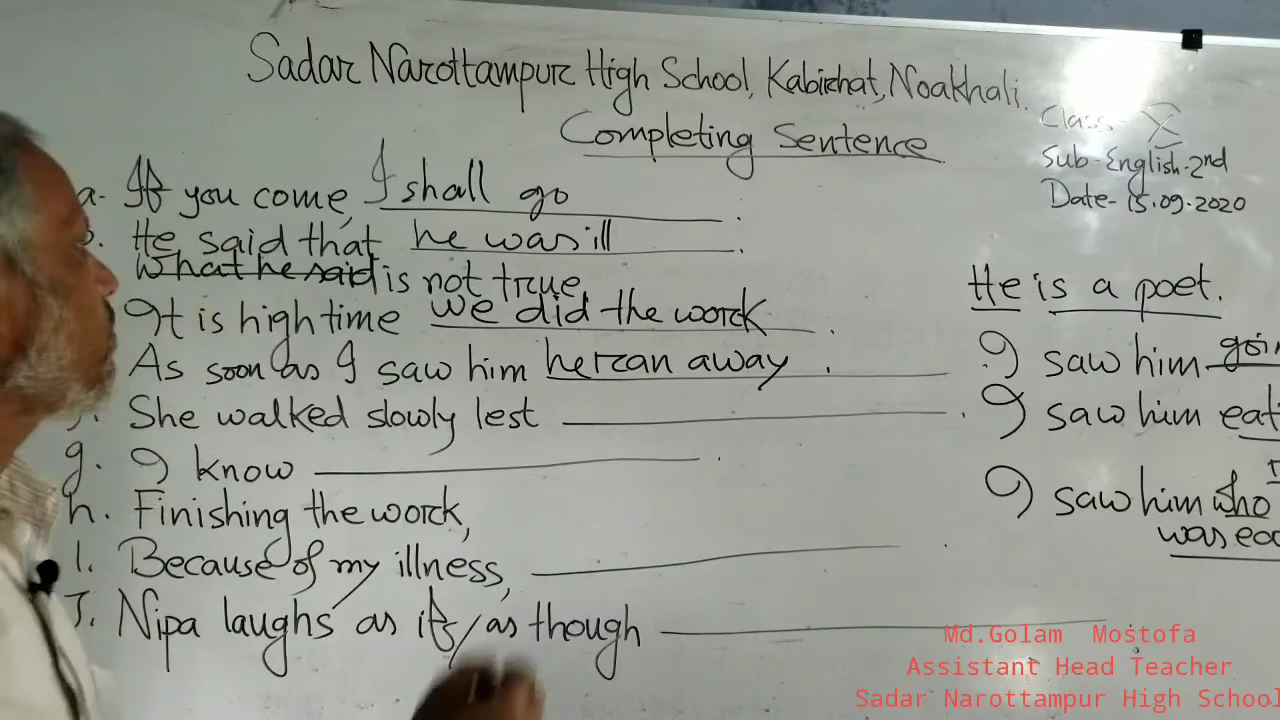 Sadar Narottampur High School, Kabirhat, Noakhali.
Completing Sentence
Class- X
Sub-English-2nd
Date- 15.09.2020
a. If you come, I shall go .
He said that he was ill .
What he said is not true.
It is high time we did the work .
As soon as I saw him he ran away .
She walked slowly lest .
g. I know .
h. Finishing the work,
I. Because of my illness, .
J. Nipa laughs as if/as though
He is a poet.
I saw him
I saw him
I saw him who
was
Md.Golam Mostofa
Assistant Head Teacher
Sadar Narottampur High School